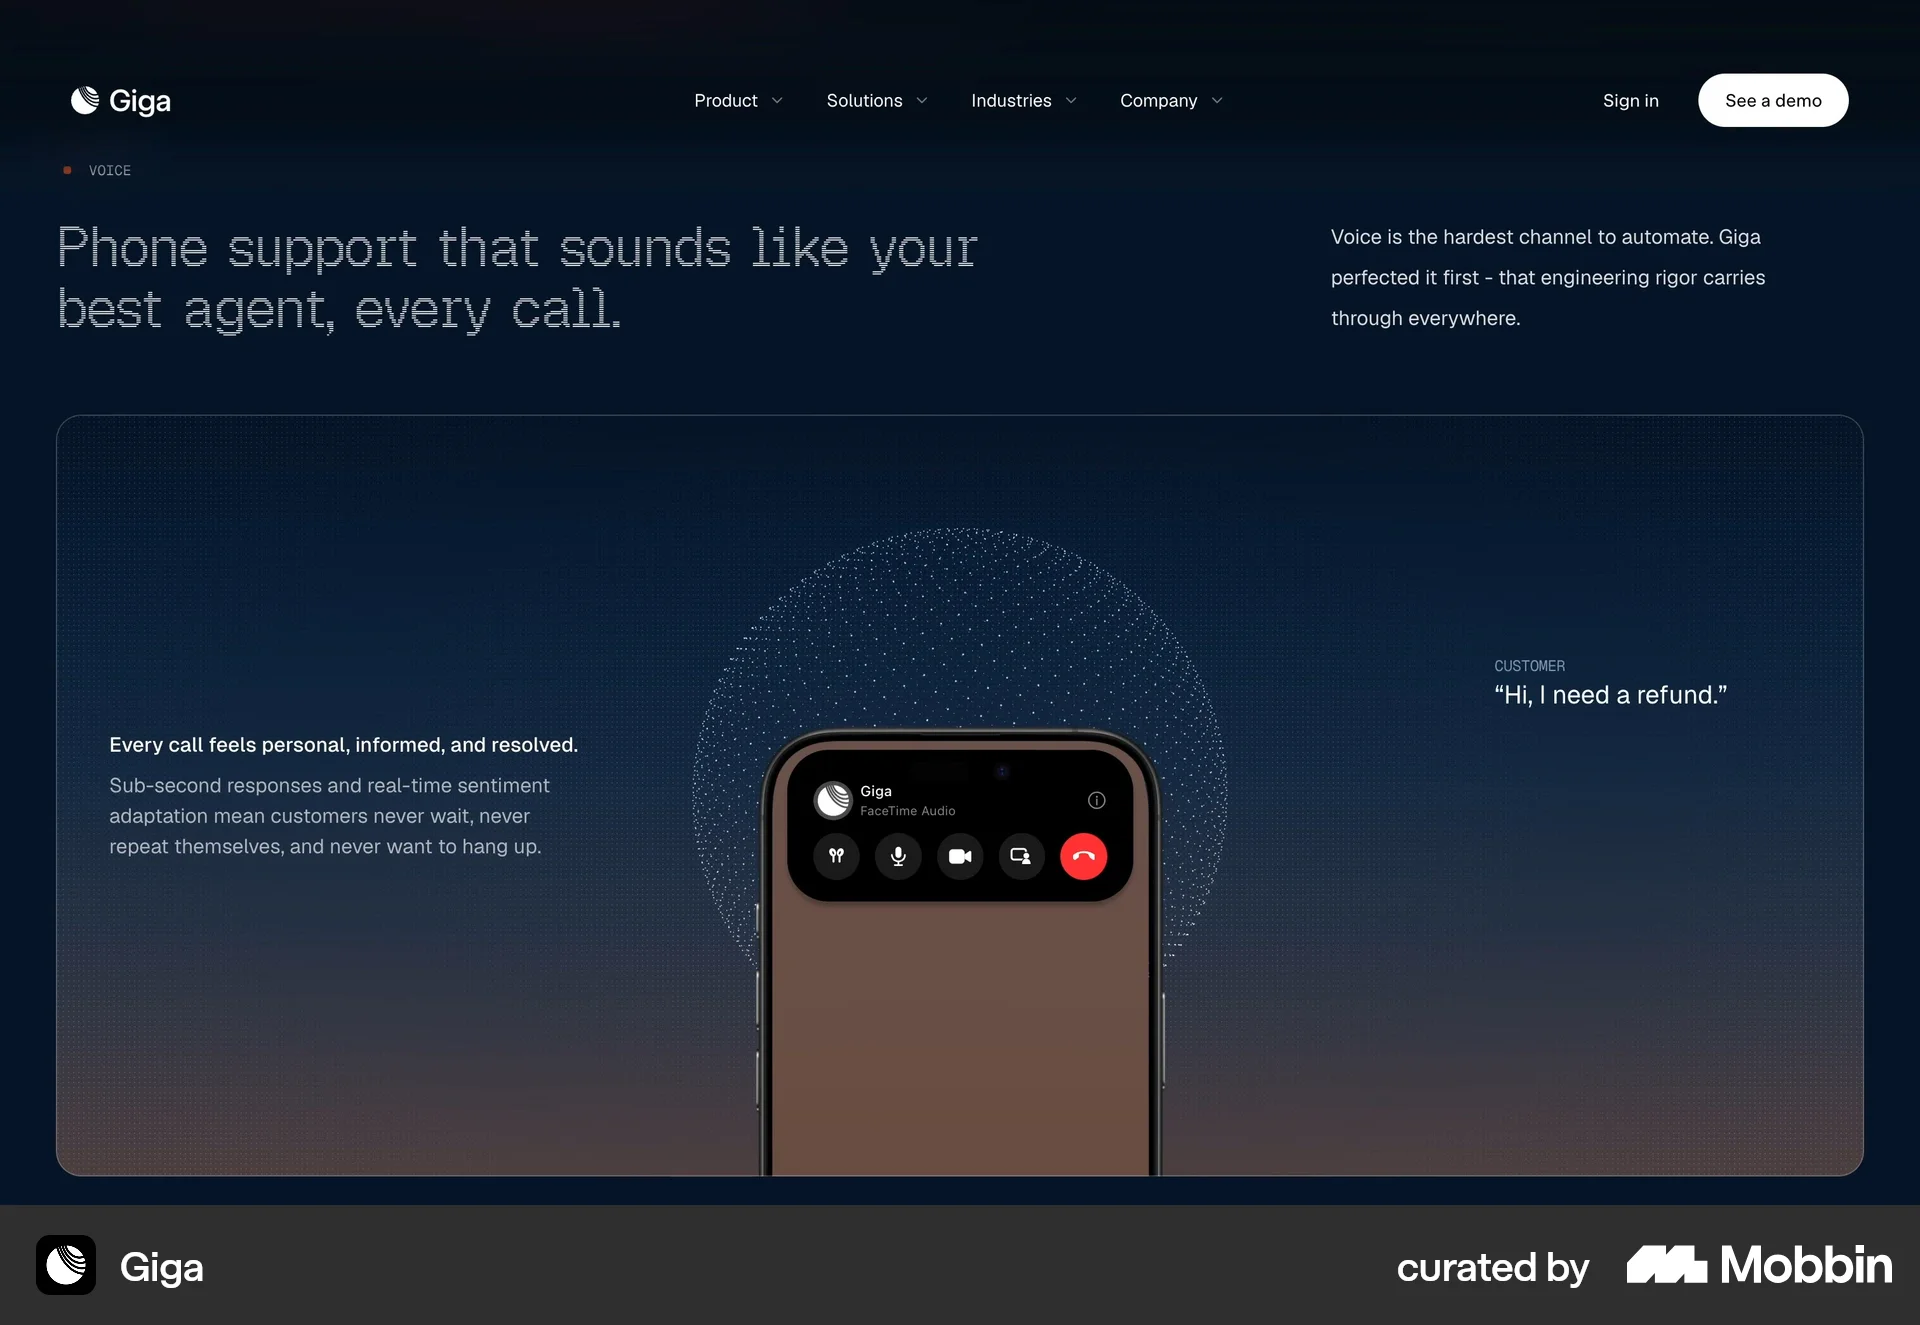 Giga
Product
Solutions
Industries
Company
Sign in
See a demo
VOICE
Phone support that sounds like your
best agent, every call.
Voice is the hardest channel to automate. Giga
perfected it first - that engineering rigor carries
through everywhere.
Every call feels personal, informed, and resolved.
Sub-second responses and real-time sentiment
adaptation mean customers never wait, never
repeat themselves, and never want to hang up.
Giga
FaceTime Audio
CUSTOMER
“Hi, I need a refund.”
Giga
curated by Mobbin